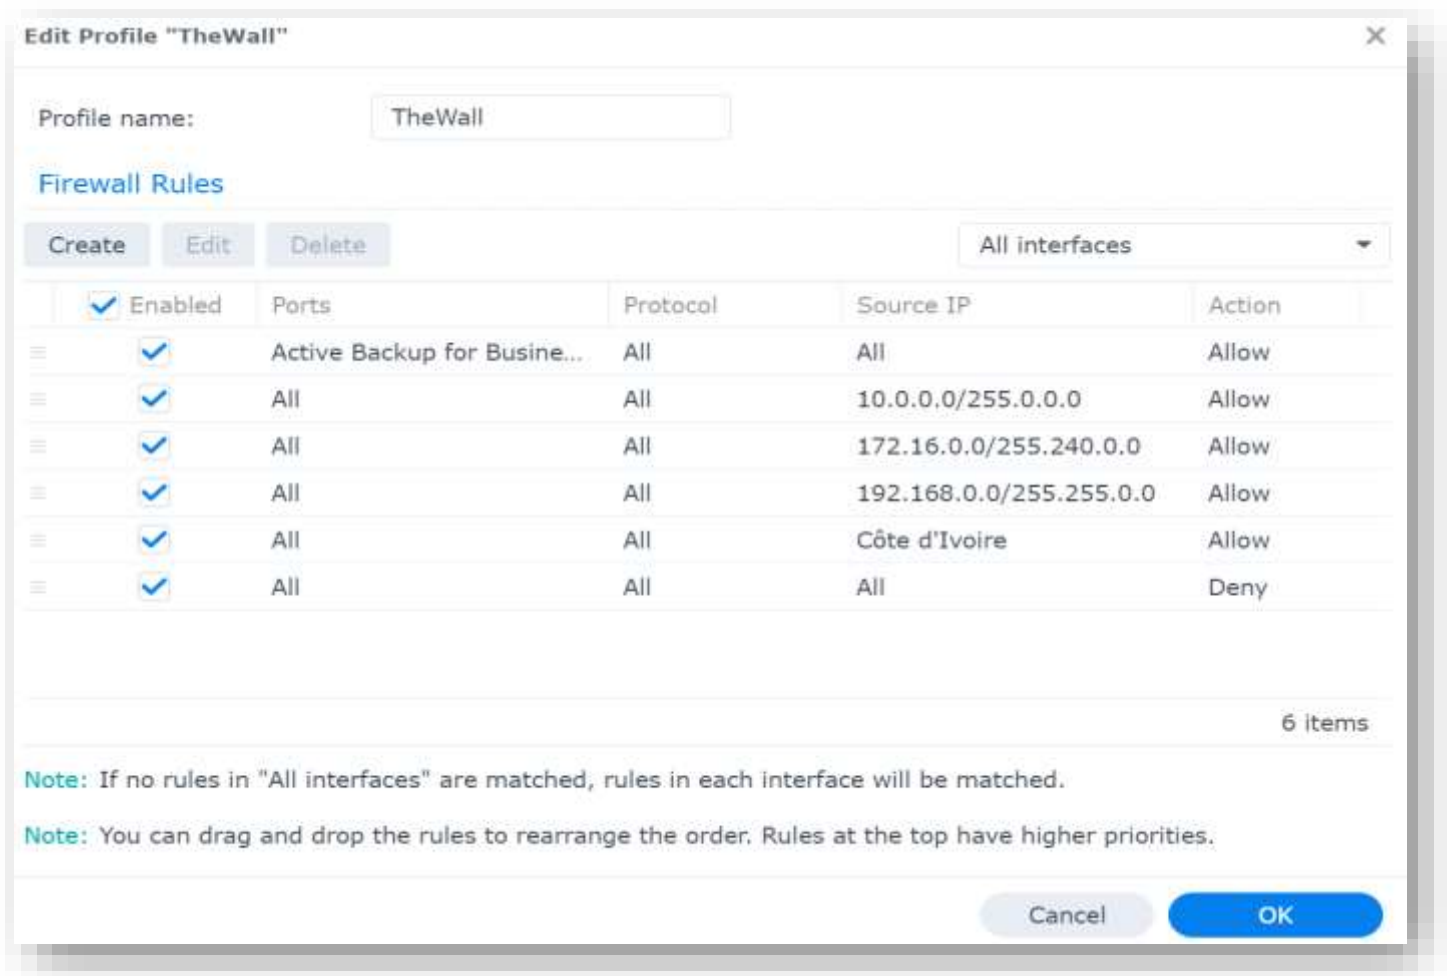 Edit Profile "TheWall"
Profile name: TheWall
Firewall Rules
Create Edit Delete All interfaces
Enabled Ports Protocol Source IP Action
Active Backup for Busine... All All Allow
All All 10.0.0.0/255.0.0.0 Allow
All All 172.16.0.0/255.240.0.0 Allow
All All 192.168.0.0/255.255.0.0 Allow
All All Côte d'Ivoire Allow
All All All Deny
6 items
Note: If no rules in "All interfaces" are matched, rules in each interface will be matched.
Note: You can drag and drop the rules to rearrange the order. Rules at the top have higher priorities.
Cancel OK